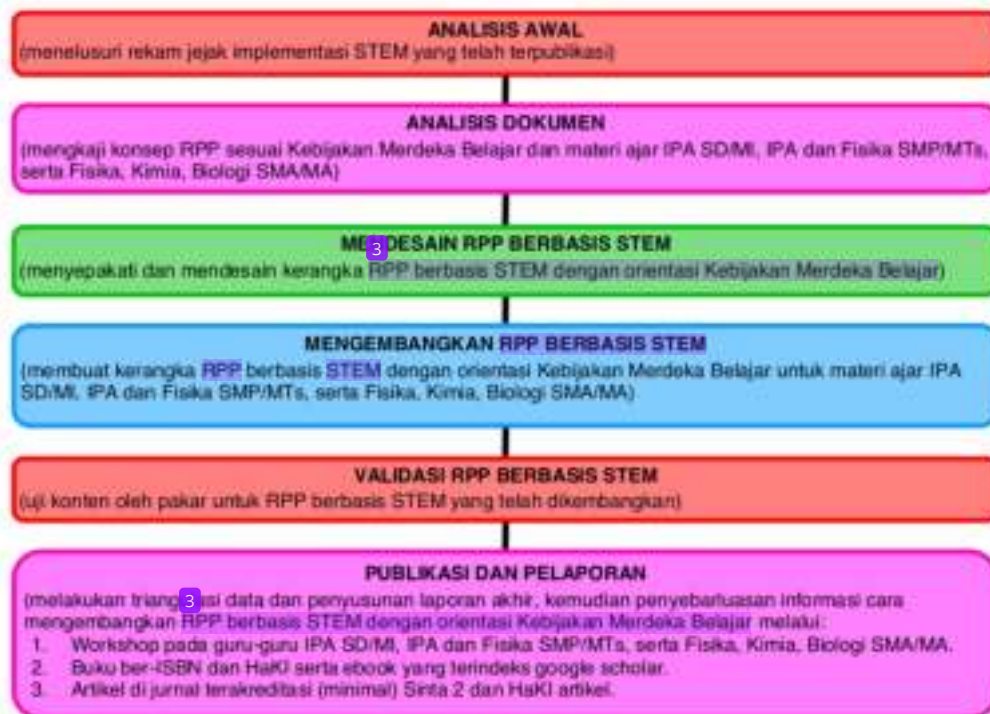 ANALISIS AWAL
(menelusuri rekam jejak implementasi STEM yang telah terpublikasi)
ANALISIS DOKUMEN
(mengkaji konsep RPP sesuai Kebijakan Merdeka Belajar dan materi ajar IPA SD/MI, IPA dan Fisika SMP/MTs,
serta Fisika, Kimia, Biologi SMA/MA)
3
MENDESAIN RPP BERBASIS STEM
(menyepakati dan mendesain kerangka RPP berbasis STEM dengan orientasi Kebijakan Merdeka Belajar)
MENGEMBANGKAN RPP BERBASIS STEM
(membuat kerangka RPP berbasis STEM dengan orientasi Kebijakan Merdeka Belajar untuk materi ajar IPA
SD/MI, IPA dan Fisika SMP/MTs, serta Fisika, Kimia, Biologi SMA/MA)
VALIDASI RPP BERBASIS STEM
(uji konten oleh pakar untuk RPP berbasis STEM yang telah dikembangkan)
PUBLIKASI DAN PELAPORAN
3
(melakukan triangulasi data dan penyusunan laporan akhir, kemudian penyebarluasan informasi cara
mengembangkan RPP berbasis STEM dengan orientasi Kebijakan Merdeka Belajar melalui:
1. Workshop pada guru-guru IPA SD/MI, IPA dan Fisika SMP/MTs, serta Fisika, Kimia, Biologi SMA/MA.
2. Buku ber-ISBN dan HaKI serta ebook yang terindeks google scholar.
3. Artikel di jurnal terakreditasi (minimal) Sinta 2 dan HaKI artikel.